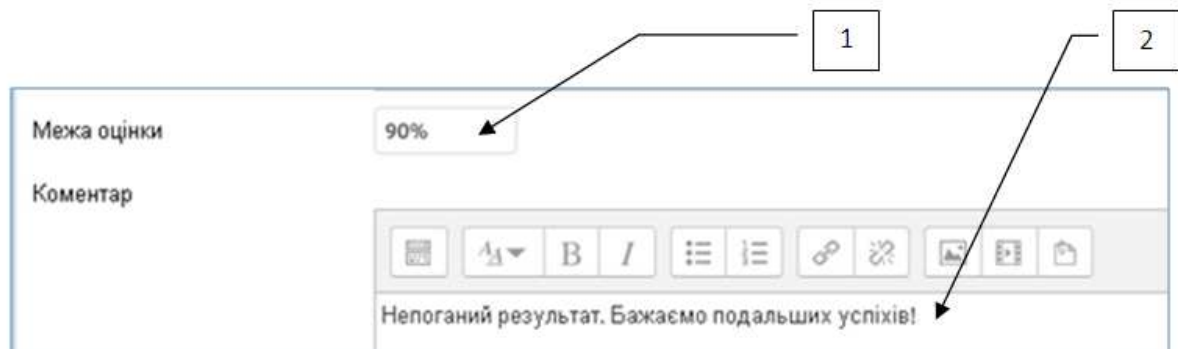 1 2
Межа оцінки 90%
Коментар
B I
Непоганий результат. Бажаємо подальших успіхів!